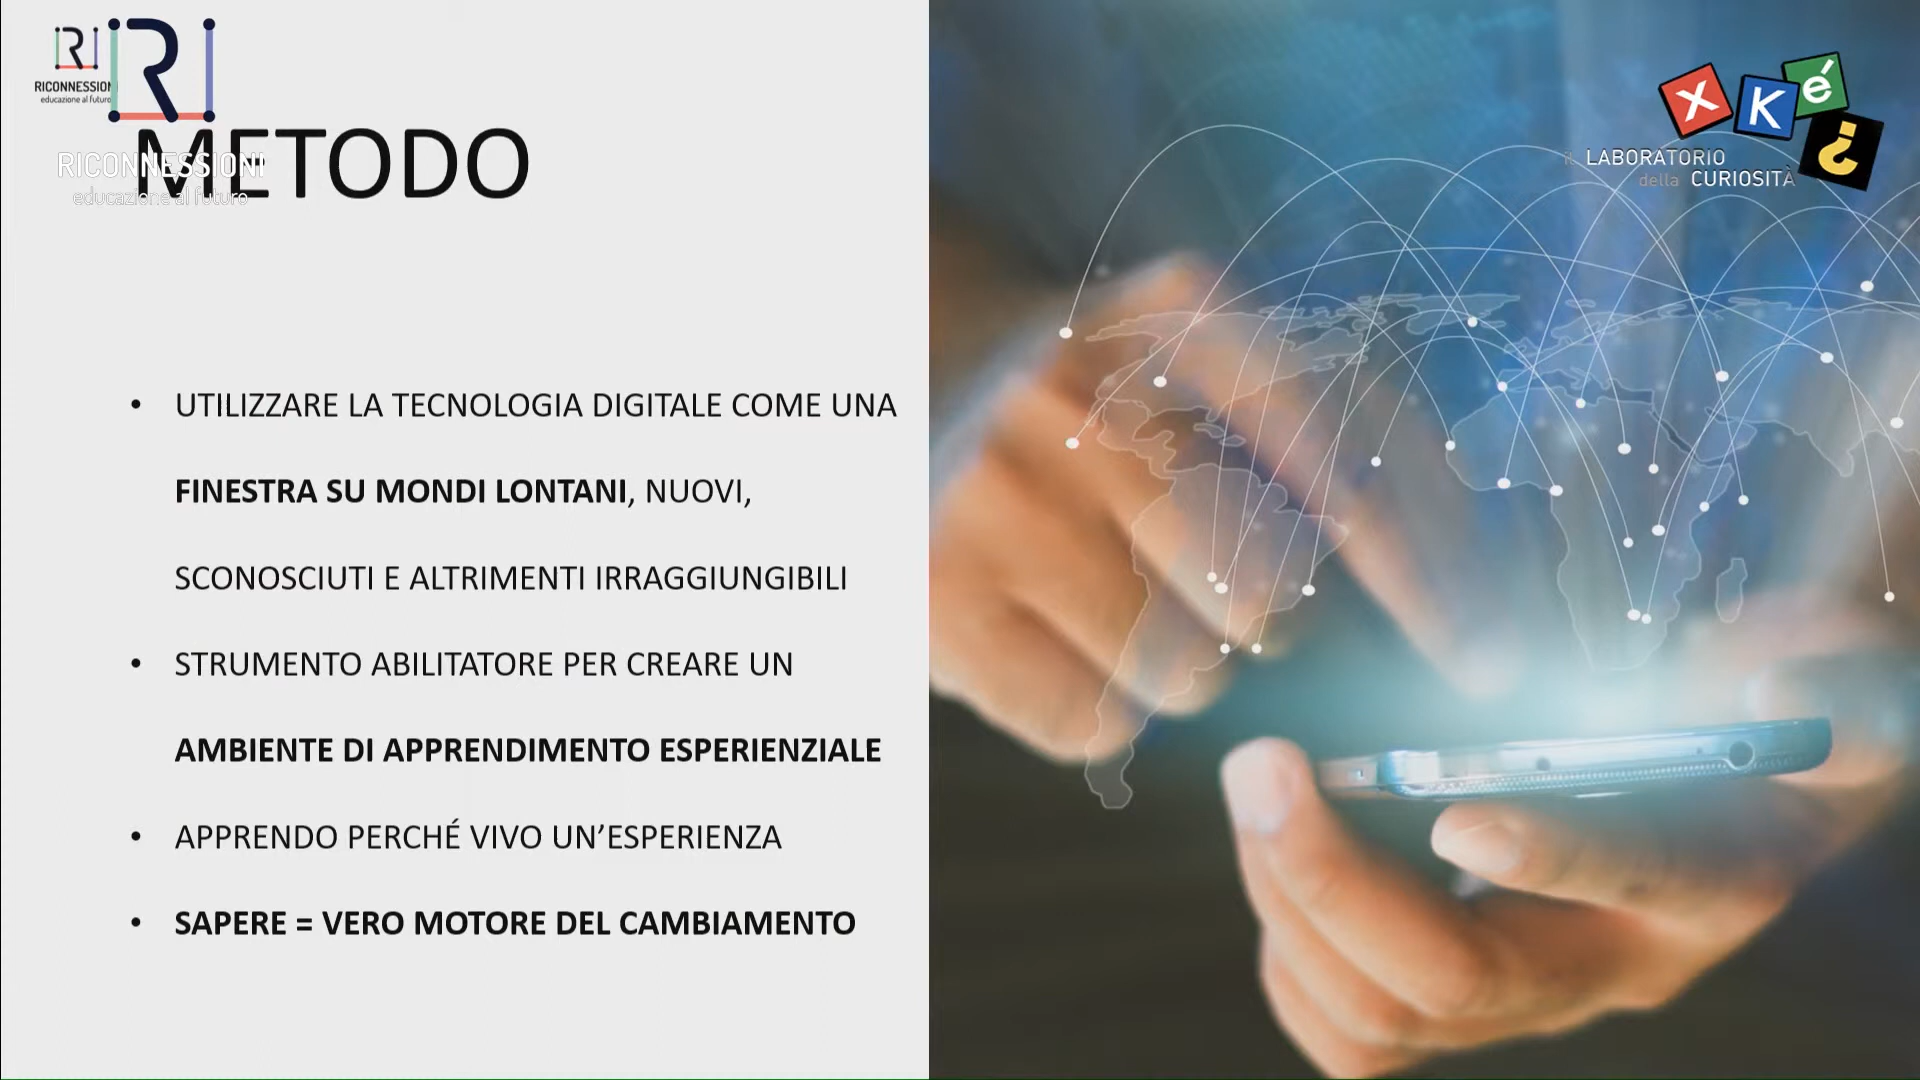 RICONNESSIONI
educazione al futuro
RICONNESSIONI
educazione al futuro
METODO
• UTILIZZARE LA TECNOLOGIA DIGITALE COME UNA
FINESTRA SU MONDI LONTANI, NUOVI,
SCONOSCIUTI E ALTRIMENTI IRRAGGIUNGIBILI
• STRUMENTO ABILITATORE PER CREARE UN
AMBIENTE DI APPRENDIMENTO ESPERIENZIALE
• APPRENDO PERCHÉ VIVO UN’ESPERIENZA
• SAPERE = VERO MOTORE DEL CAMBIAMENTO
XKé?
il LABORATORIO
della CURIOSITÀ